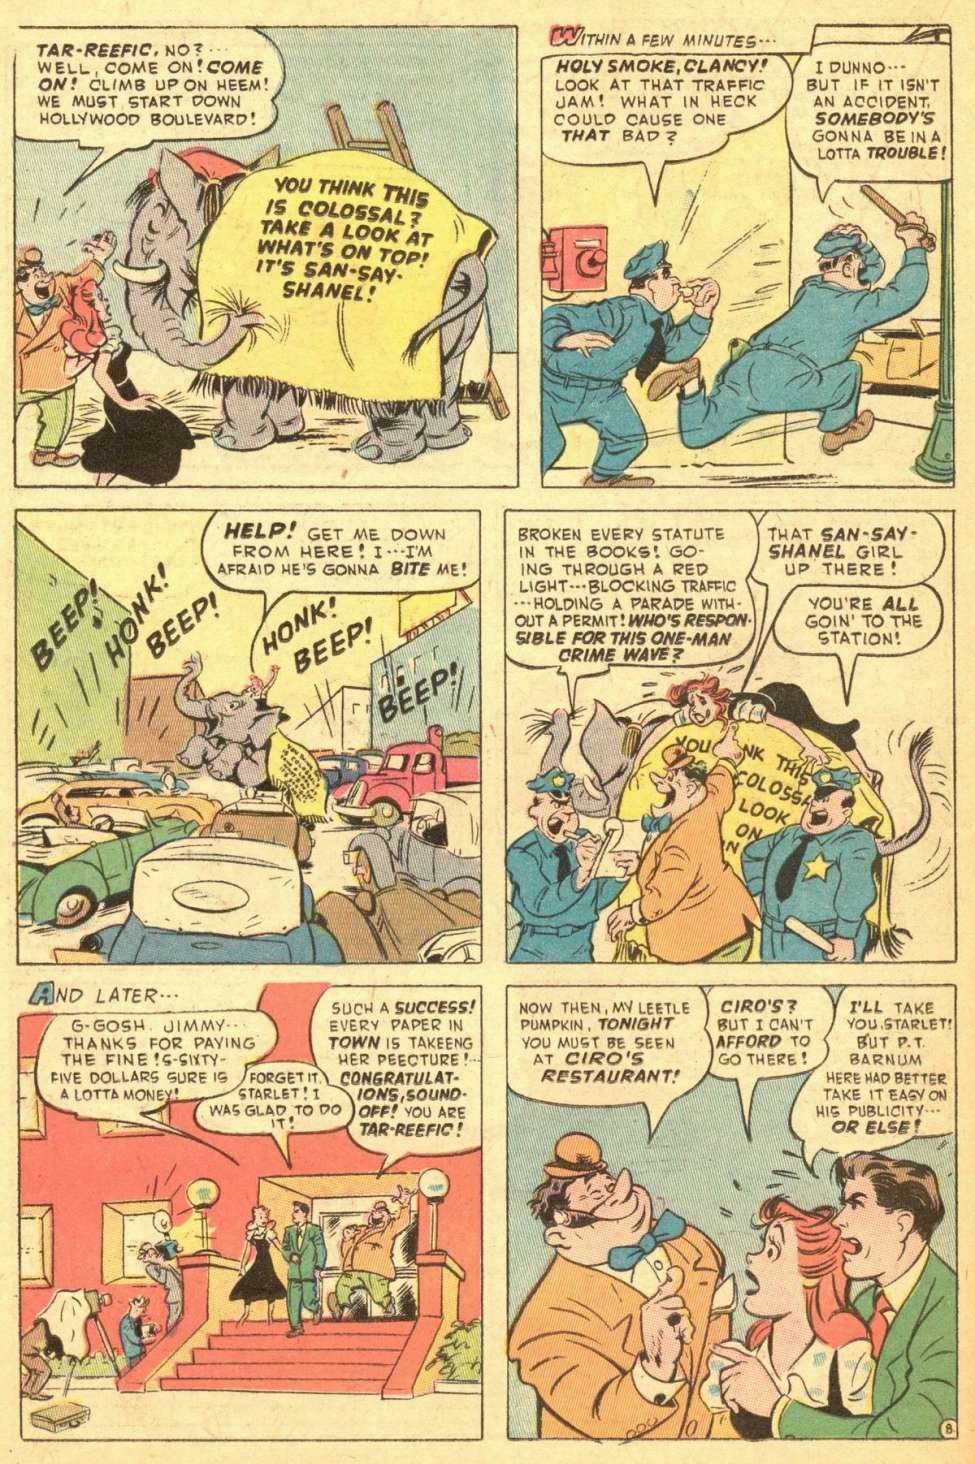 TAR-REEFIC, NO?···
WELL, COME ON! COME
ON! CLIMB UP ON HEEM!
WE MUST START DOWN
HOLLYWOOD BOULEVARD!
YOU THINK THIS
IS COLOSSAL?
TAKE A LOOK AT
WHAT'S ON TOP!
IT'S SAN-SAY-
SHANEL!
WITHIN A FEW MINUTES···
HOLY SMOKE, CLANCY!
LOOK AT THAT TRAFFIC
JAM! WHAT IN HECK
COULD CAUSE ONE
THAT BAD?
I DUNNO···
BUT IF IT ISN'T
AN ACCIDENT,
SOMEBODY'S
GONNA BE IN A
LOTTA TROUBLE!
HELP! GET ME DOWN
FROM HERE! I···I'M
AFRAID HE'S GONNA BITE ME!
BEEP!
HONK!
BEEP!
HONK!
BEEP!
BEEP!
BROKEN EVERY STATUTE
IN THE BOOKS! GO-
ING THROUGH A RED
LIGHT···BLOCKING TRAFFIC
···HOLDING A PARADE WITH-
OUT A PERMIT! WHO'S RESPON-
SIBLE FOR THIS ONE-MAN
CRIME WAVE?
THAT SAN-SAY-
SHANEL GIRL
UP THERE!
YOU'RE ALL
GOIN' TO THE
STATION!
YOU NK THIS
COLOSSA
LOOK
ON
N
AND LATER···
G-GOSH, JIMMY···
THANKS FOR PAYING
THE FINE! S-SIXTY-
FIVE DOLLARS SURE IS
A LOTTA MONEY!
FORGET IT,
STARLET! I
WAS GLAD TO DO
IT!
SUCH A SUCCESS!
EVERY PAPER IN
TOWN IS TAKEENG
HER PEECTURE!··
CONGRATULAT-
IONS, SOUND-
OFF! YOU ARE
TAR-REEFIC!
NOW THEN, MY LEETLE
PUMPKIN, TONIGHT
YOU MUST BE SEEN
AT CIRO'S
RESTAURANT!
CIRO'S?
BUT I CAN'T
AFFORD TO
GO THERE!
I'LL TAKE
YOU, STARLET!
BUT P.T.
BARNUM
HERE HAD BETTER
TAKE IT EASY ON
HIS PUBLICITY···
OR ELSE!
8